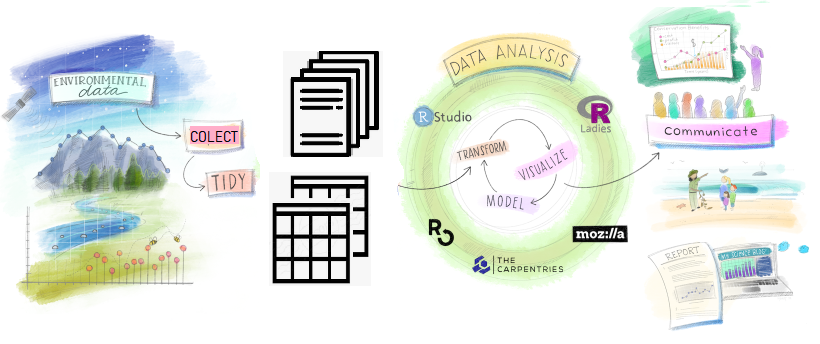 ENVIRONMENTAL
data
COLECT
TIDY
DATA ANALYSIS
R Studio
R
Ladies
TRANSFORM
VISUALIZE
MODEL
moz://a
THE
CARPENTRIES
Communicate
REPORT